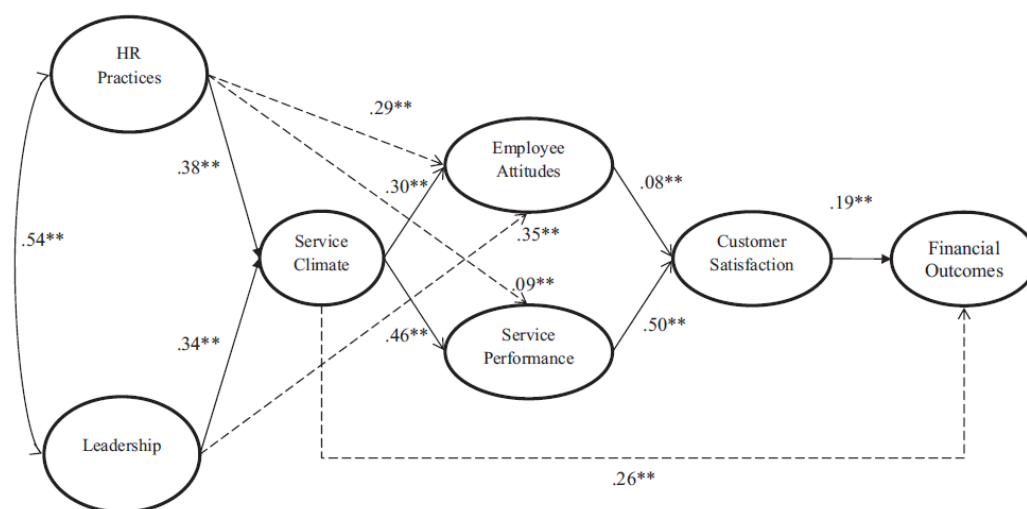 HR
Practices
.29**
Employee
Attitudes
.38**
.30**
.08**
.19**
.54**
Service
Climate
.35**
Customer
Satisfaction
Financial
Outcomes
.09**
.34**
.46**
Service
Performance
.50**
Leadership
.26**